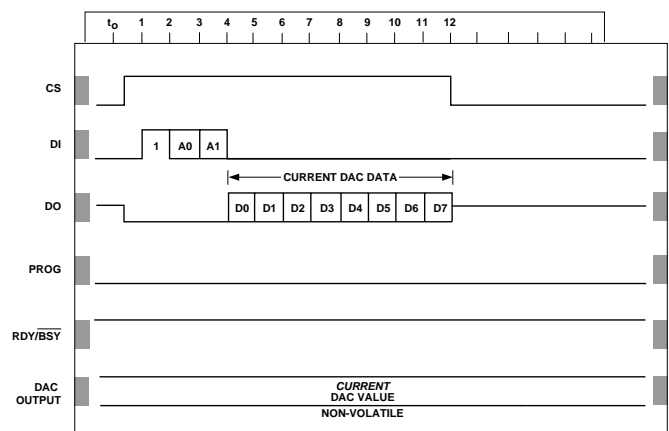 to 1 2 3 4 5 6 7 8 9 10 11 12
CS
DI 1 A0 A1
CURRENT DAC DATA
DO D0 D1 D2 D3 D4 D5 D6 D7
PROG
RDY/BSY
DAC OUTPUT
CURRENT
DAC VALUE
NON-VOLATILE